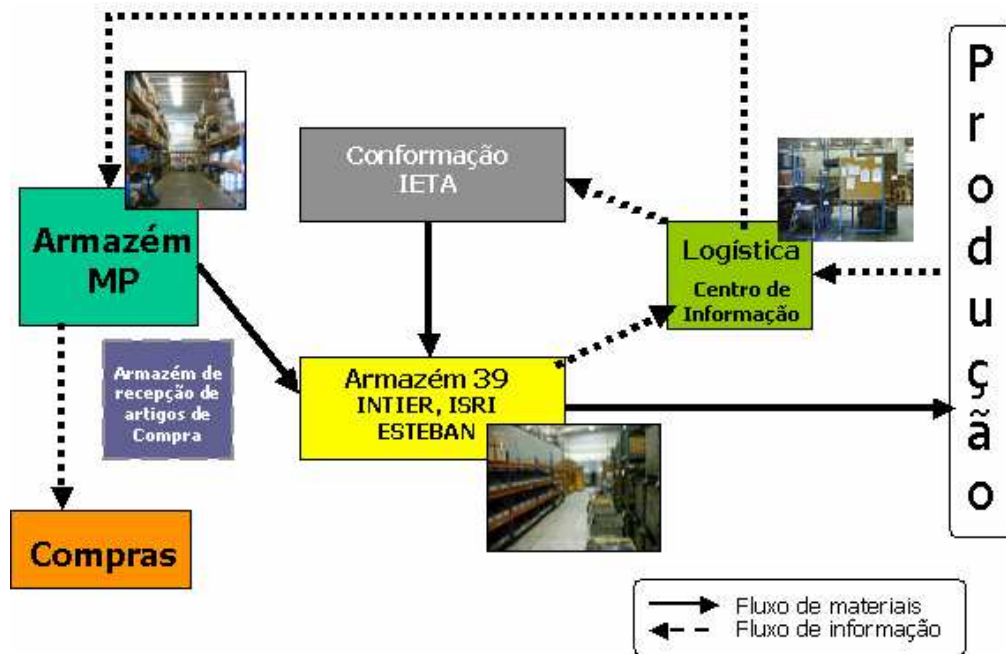 Conformação
IETA
Armazém
MP
Logística
Centro de
Informação
Armazém de
recepção de
artigos de
Compra
Armazém 39
INTIER, ISRI
ESTEBAN
Compras
Produção
Fluxo de materiais
Fluxo de informação